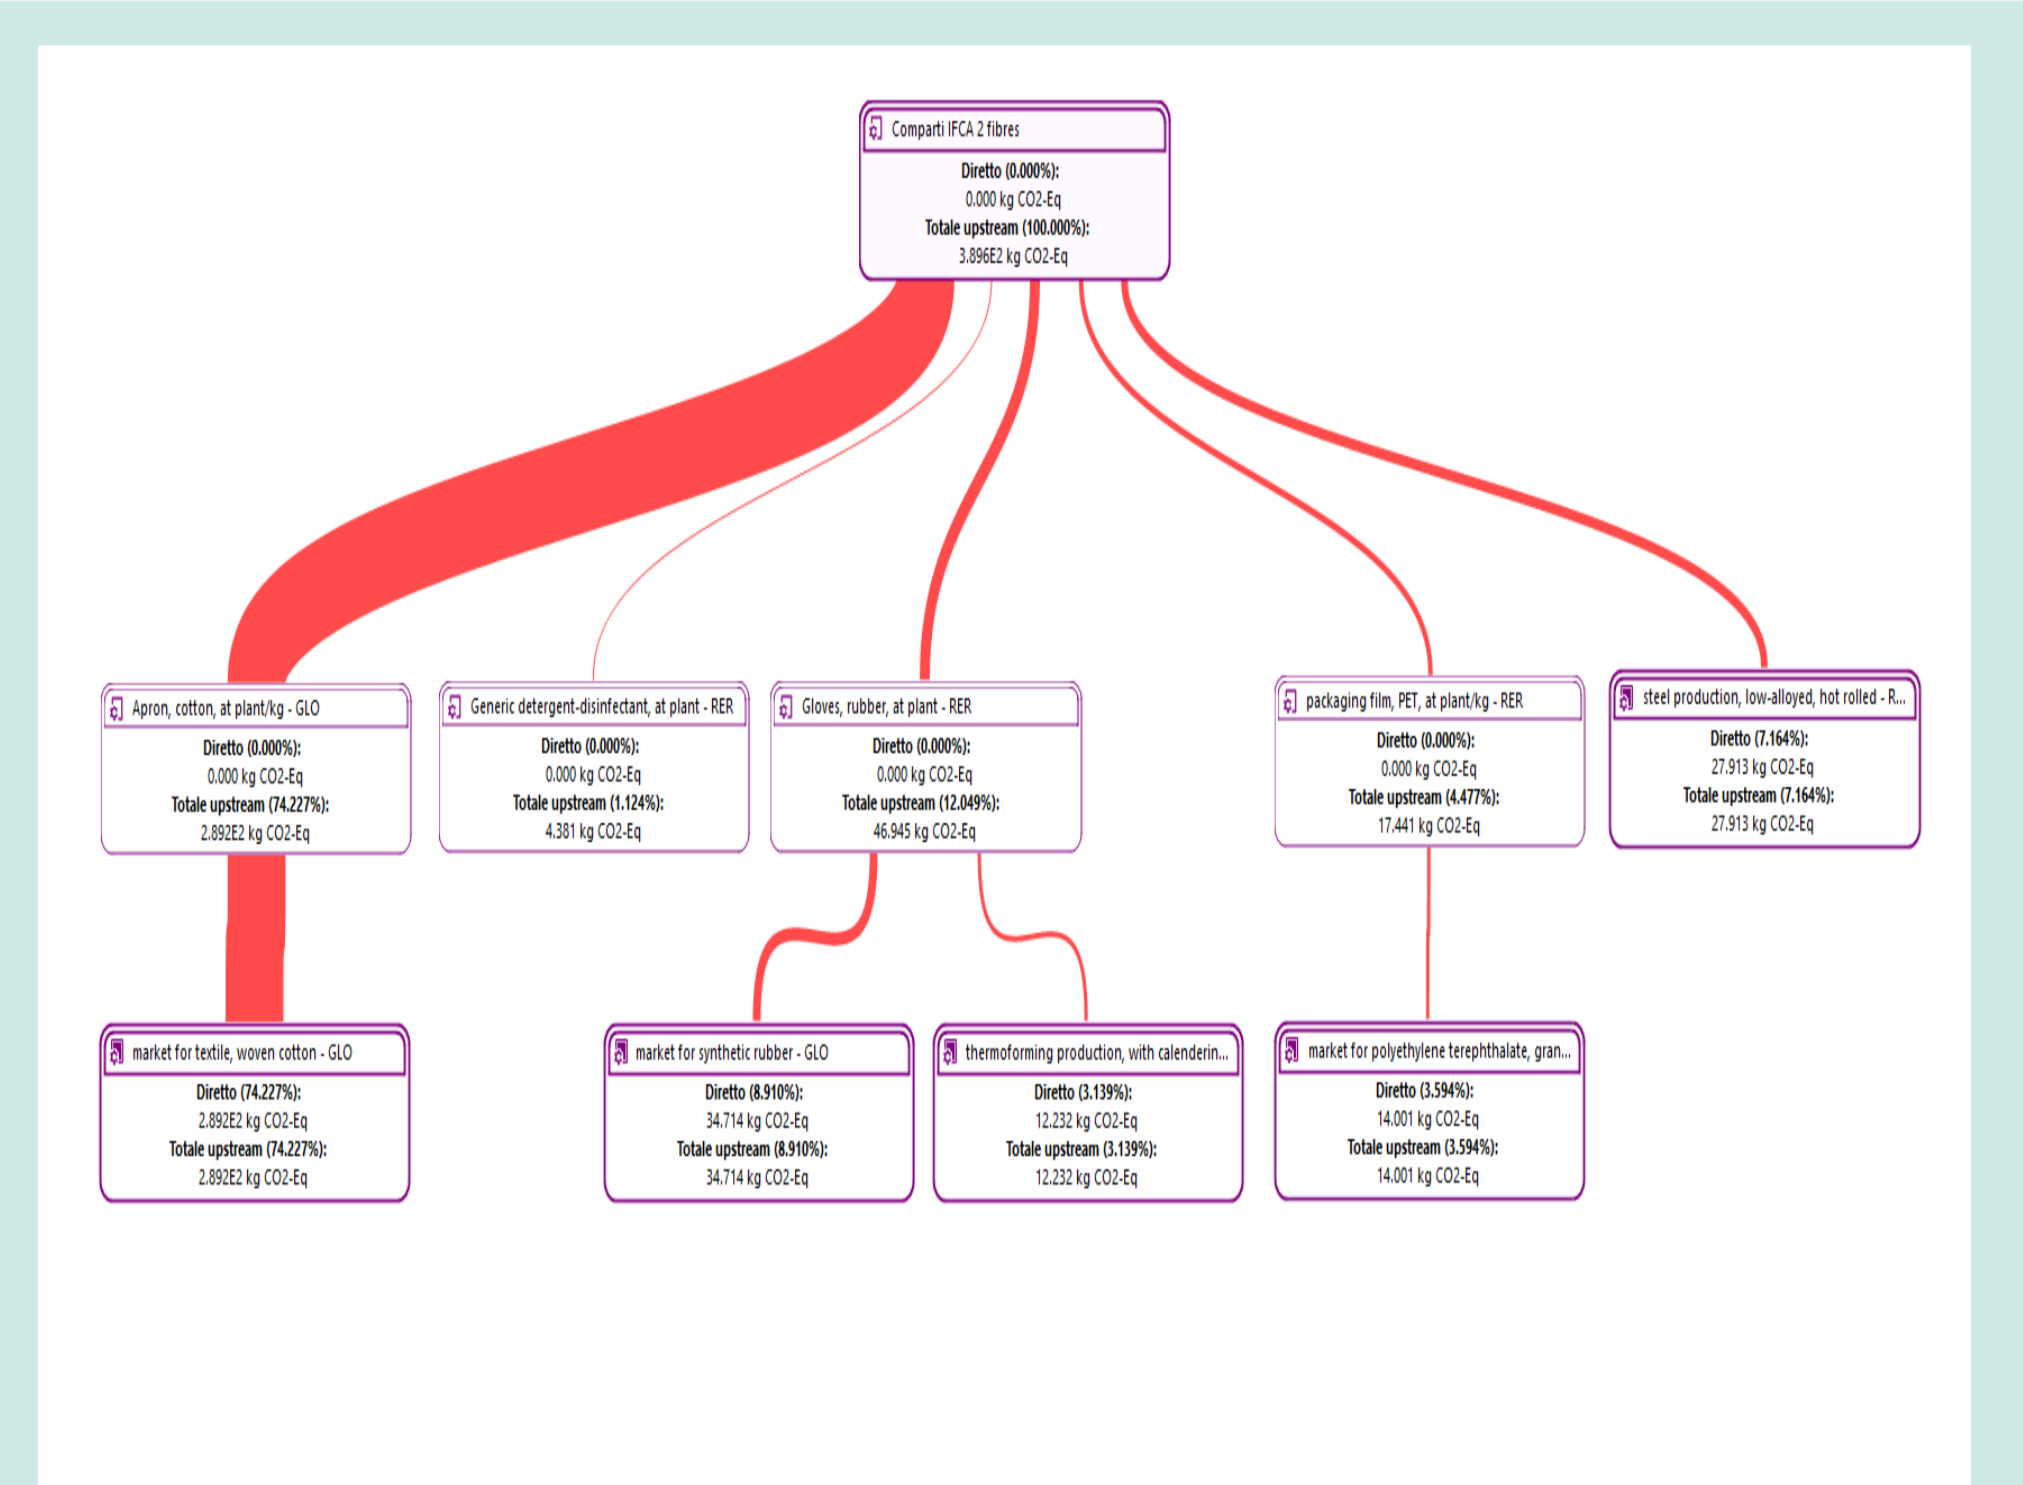 Comparti IFCA 2 fibres
Diretto (0.000%):
0.000 kg CO2-Eq
Totale upstream (100.000%):
3.896E2 kg CO2-Eq
Apron, cotton, at plant/kg - GLO
Diretto (0.000%):
0.000 kg CO2-Eq
Totale upstream (74.227%):
2.892E2 kg CO2-Eq
Generic detergent-disinfectant, at plant - RER
Diretto (0.000%):
0.000 kg CO2-Eq
Totale upstream (1.124%):
4.381 kg CO2-Eq
Gloves, rubber, at plant - RER
Diretto (0.000%):
0.000 kg CO2-Eq
Totale upstream (12.049%):
46.945 kg CO2-Eq
packaging film, PET, at plant/kg - RER
Diretto (0.000%):
0.000 kg CO2-Eq
Totale upstream (4.477%):
17.441 kg CO2-Eq
steel production, low-alloyed, hot rolled - R...
Diretto (7.164%):
27.913 kg CO2-Eq
Totale upstream (7.164%):
27.913 kg CO2-Eq
market for textile, woven cotton - GLO
Diretto (74.227%):
2.892E2 kg CO2-Eq
Totale upstream (74.227%):
2.892E2 kg CO2-Eq
market for synthetic rubber - GLO
Diretto (8.910%):
34.714 kg CO2-Eq
Totale upstream (8.910%):
34.714 kg CO2-Eq
thermoforming production, with calenderin...
Diretto (3.139%):
12.232 kg CO2-Eq
Totale upstream (3.139%):
12.232 kg CO2-Eq
market for polyethylene terephthalate, gran...
Diretto (3.594%):
14.001 kg CO2-Eq
Totale upstream (3.594%):
14.001 kg CO2-Eq